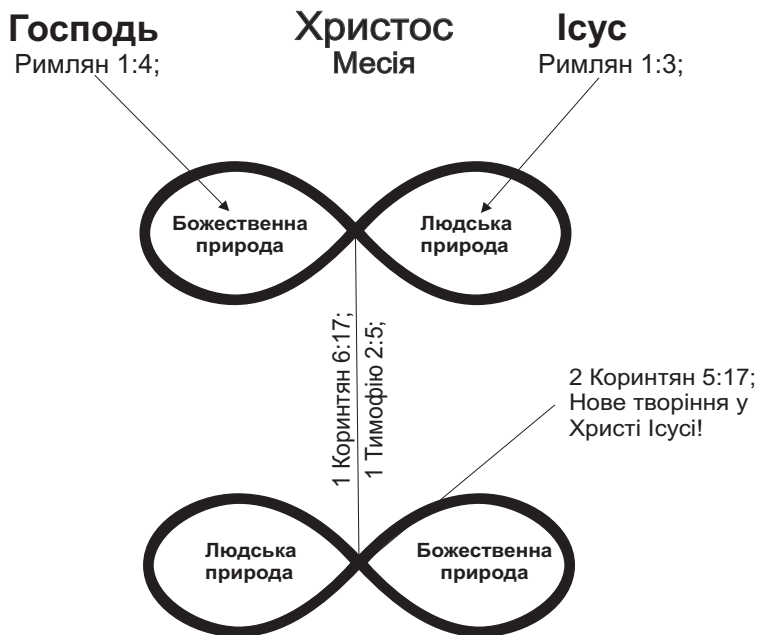 Господь
Христос
Ісус
Римлян 1:4;
Месія
Римлян 1:3;
Божественна
природа
Людська
природа
1 Коринтян 6:17;
1 Тимофію 2:5;
2 Коринтян 5:17;
Нове творіння у
Христі Ісусі!
Людська
природа
Божественна
природа